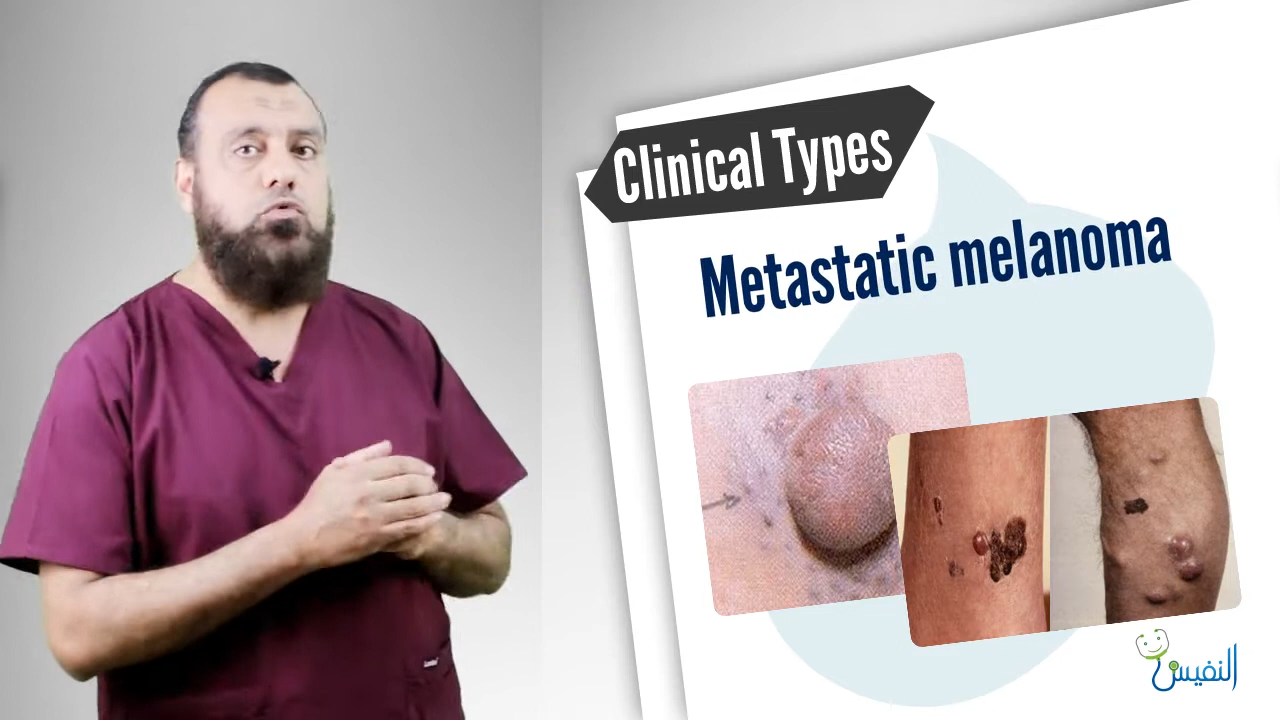 Clinical Types
Metastatic melanoma
النفيس